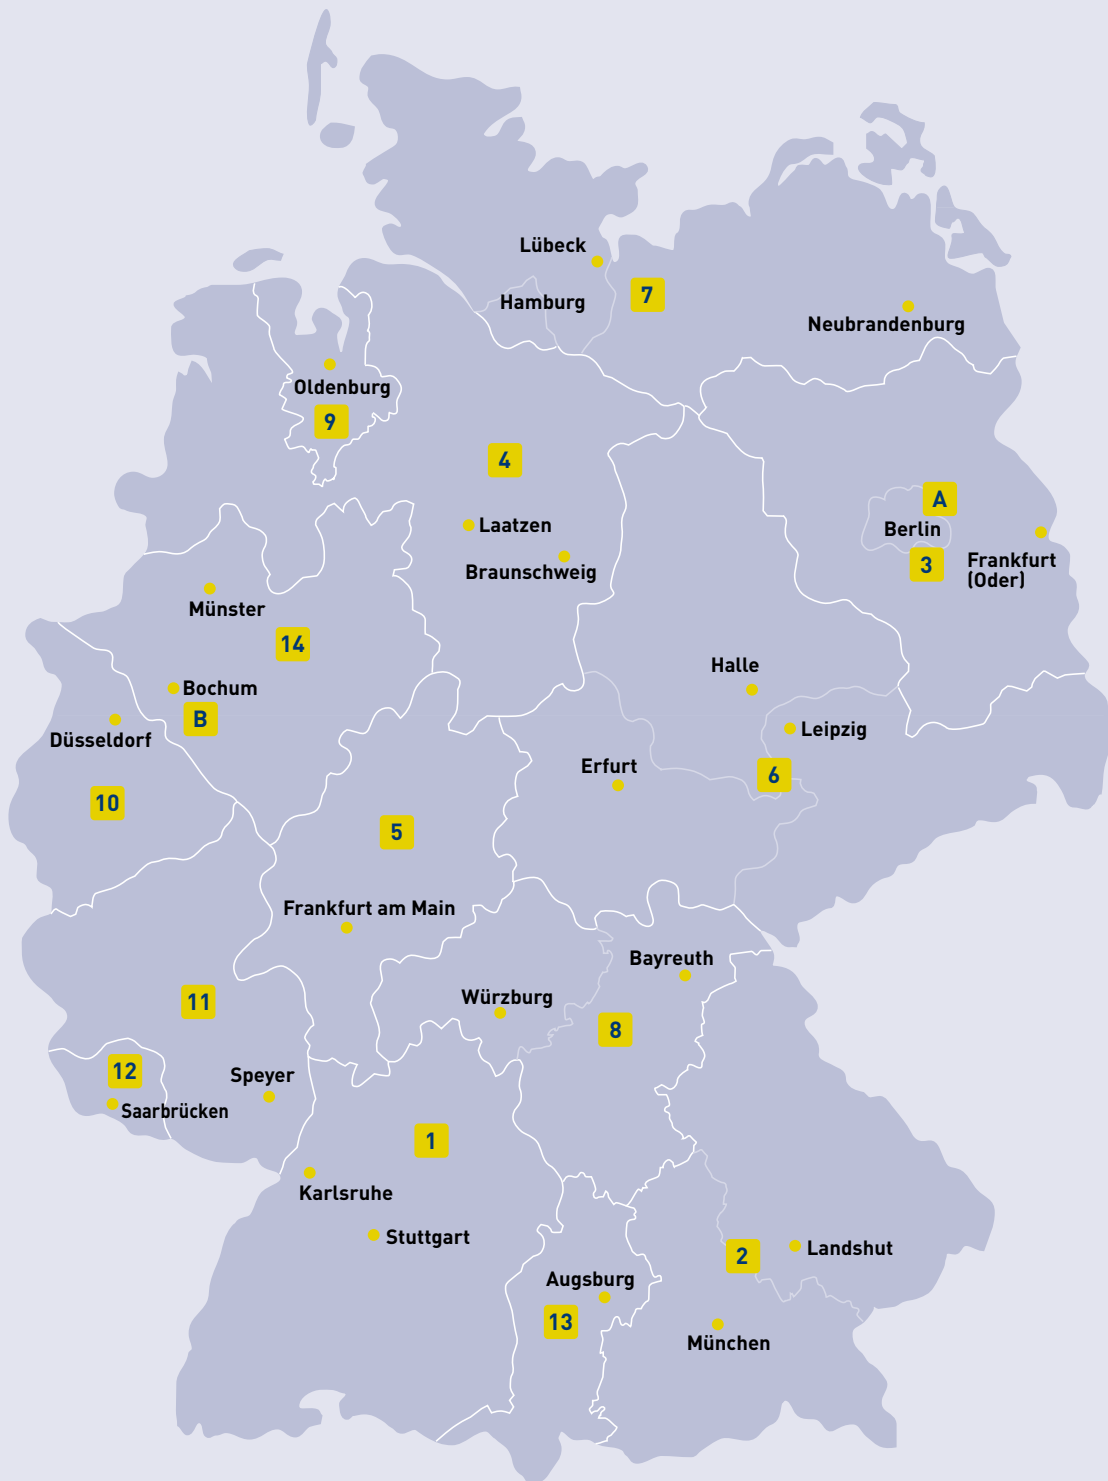 Lübeck
7
Hamburg
Neubrandenburg
Oldenburg
9
4
A
Laatzen
Berlin
Braunschweig
3
Frankfurt
(Oder)
Münster
14
Halle
Bochum
B
Düsseldorf
Leipzig
Erfurt
6
10
5
Frankfurt am Main
Bayreuth
Würzburg
11
8
12
Speyer
Saarbrücken
1
Karlsruhe
Stuttgart
2
Landshut
Augsburg
13
München